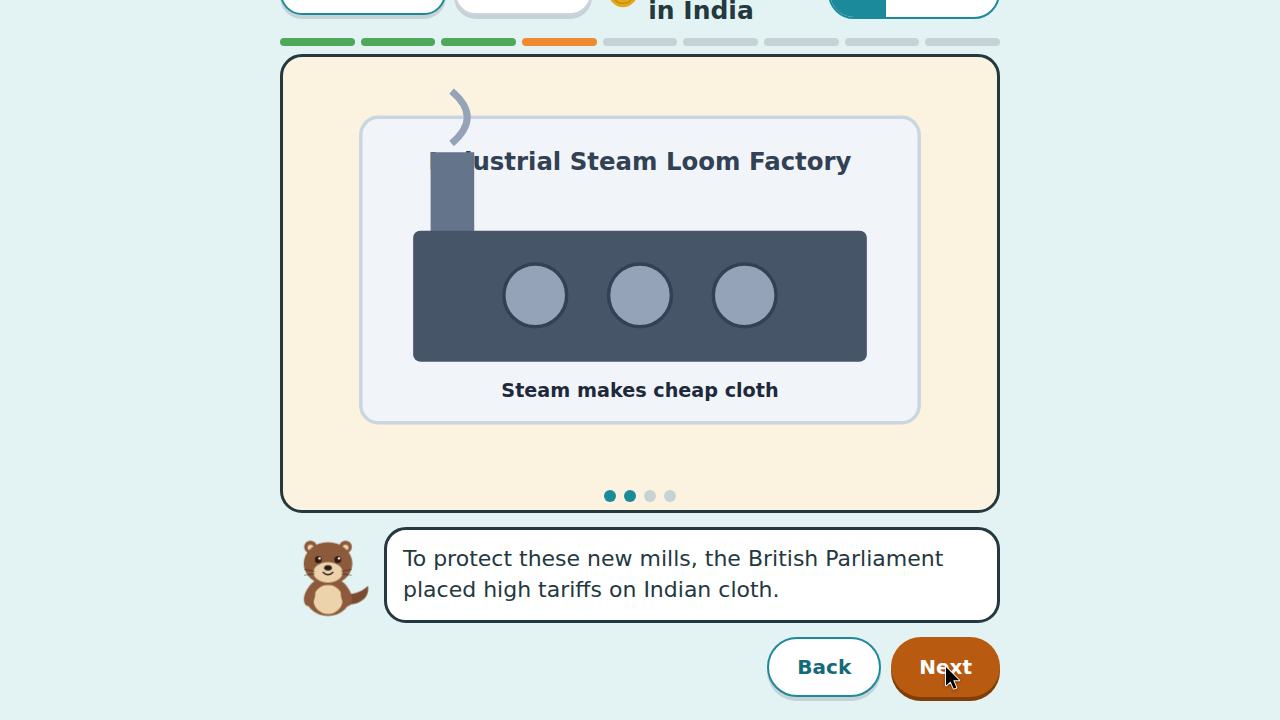 in India
Steam Loom Factory
Steam makes cheap cloth
To protect these new mills, the British Parliament
placed high tariffs on Indian cloth.
Back
Next